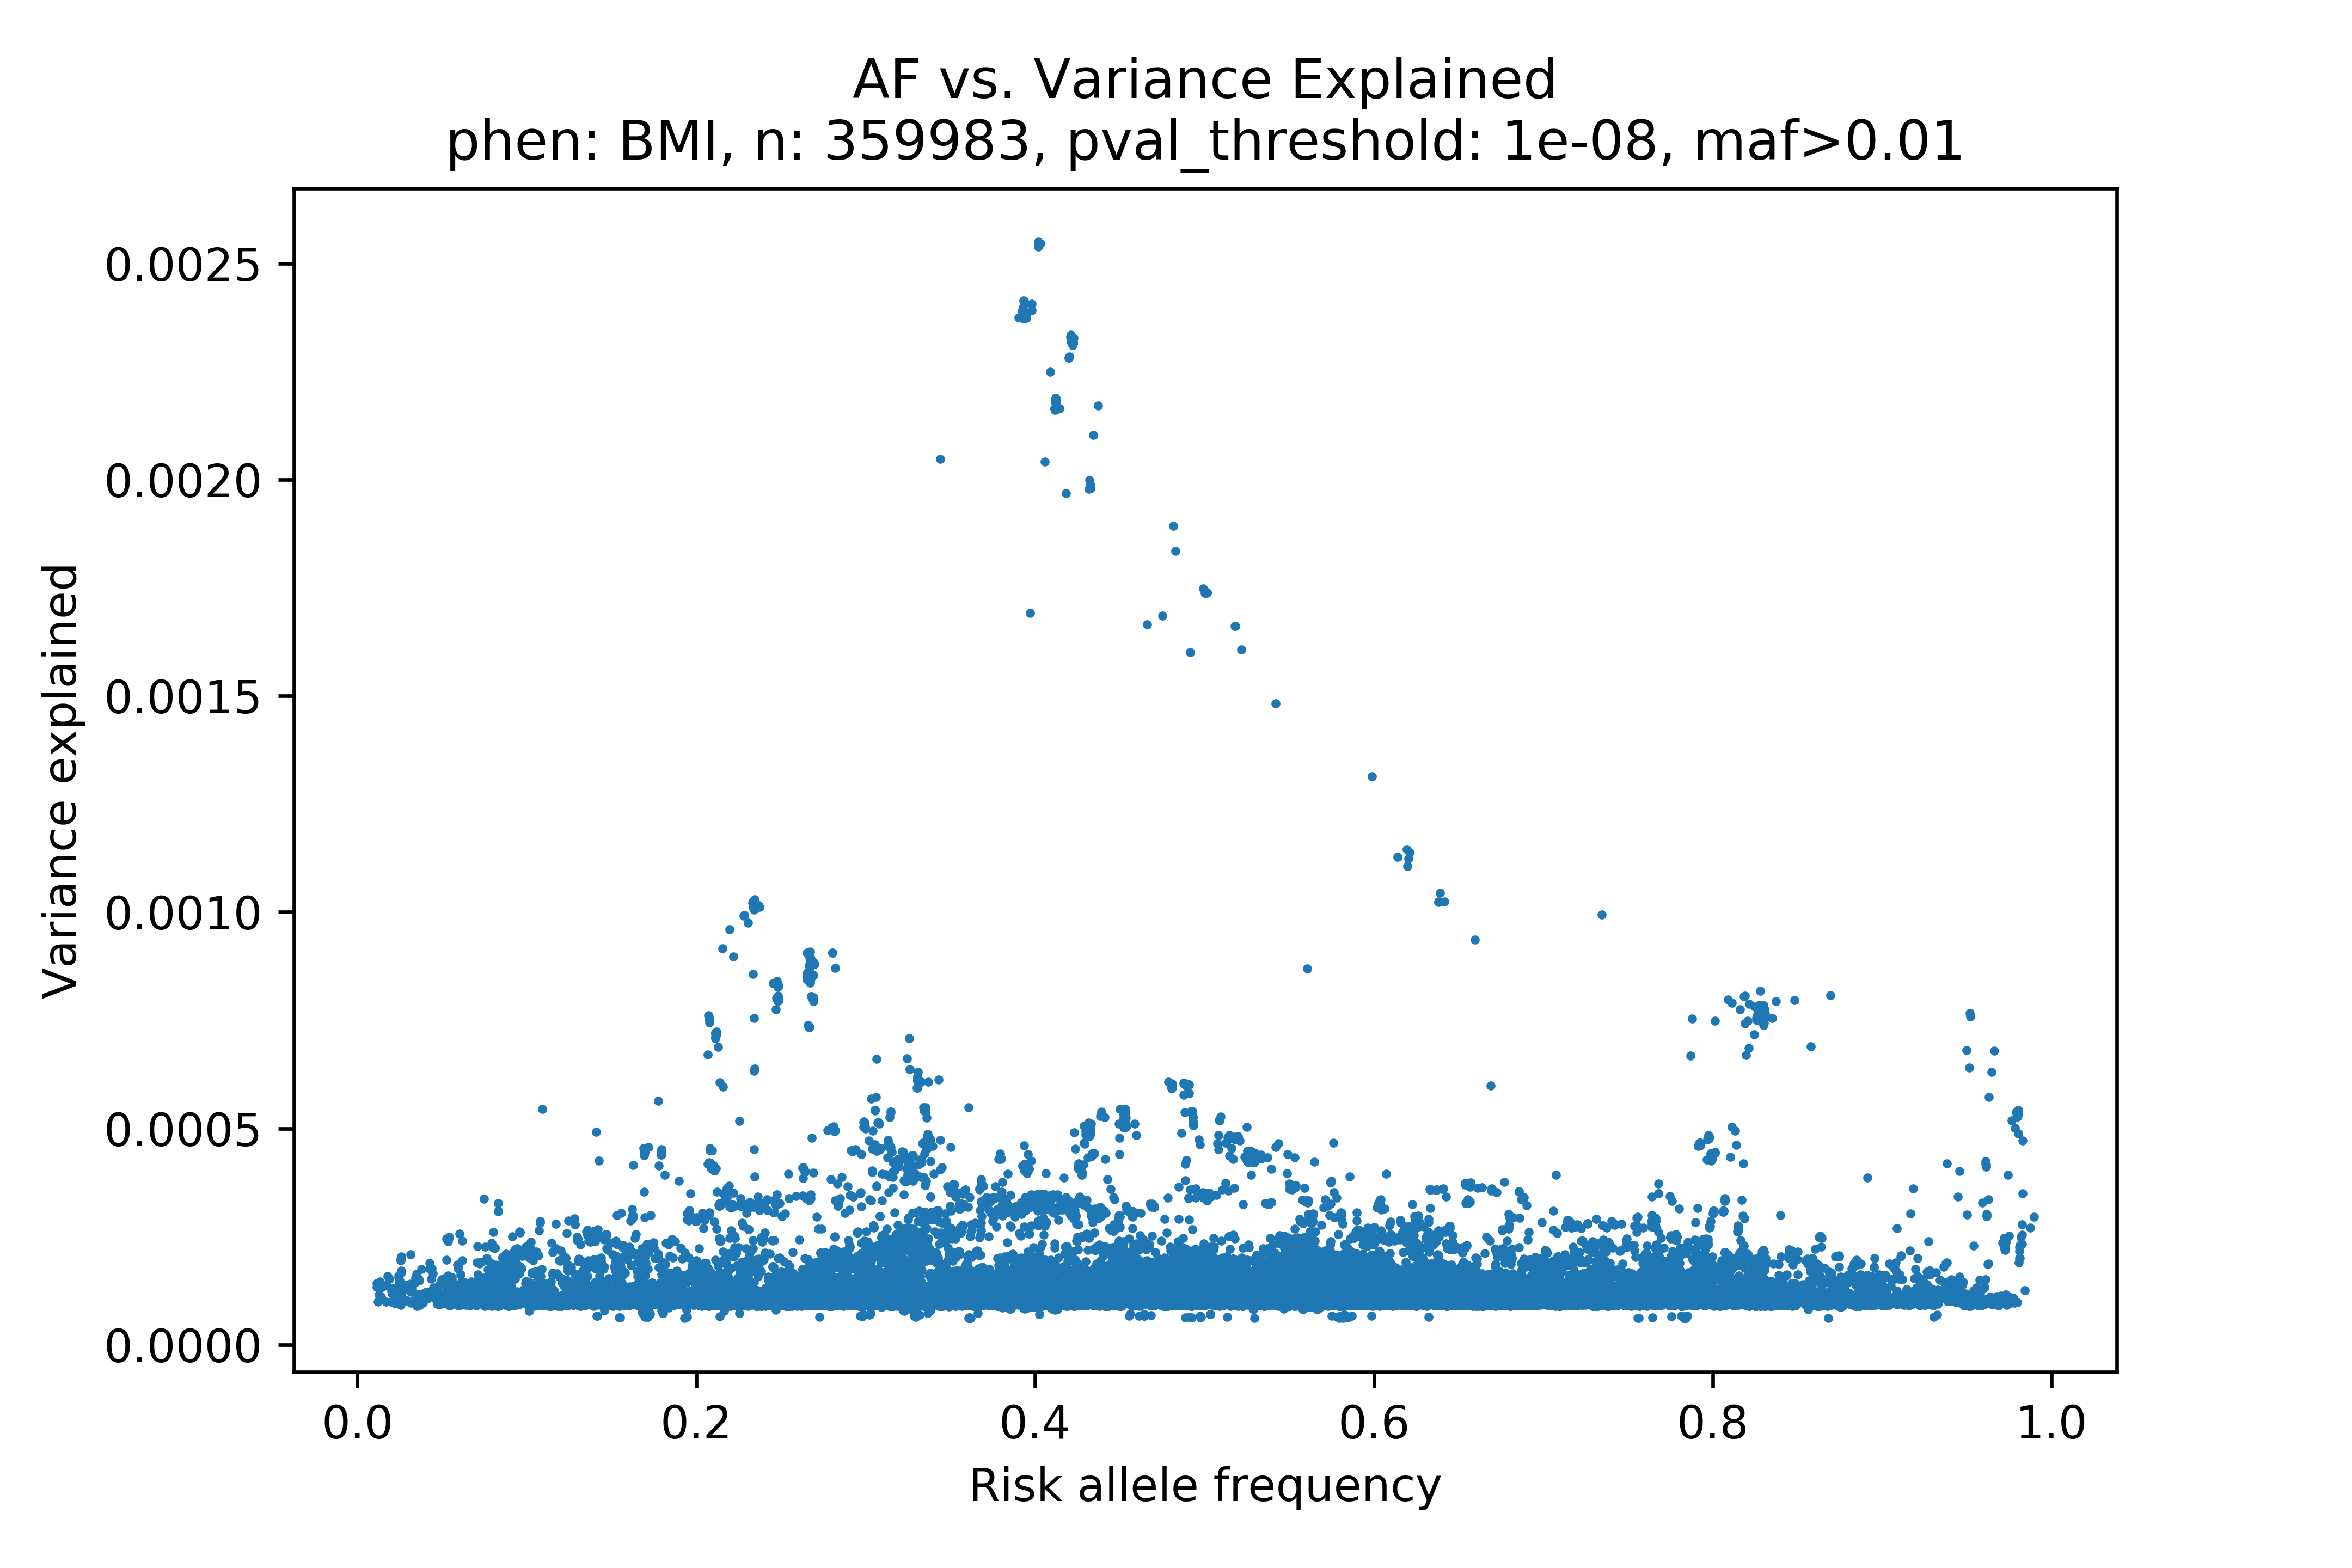 AF vs. Variance Explained
phen: BMI, n: 359983, pval_threshold: 1e-08, maf>0.01
0.0025
0.0020
0.0015
0.0010
0.0005
0.0000
Variance explained
0.0 0.2 0.4 0.6 0.8 1.0
Risk allele frequency